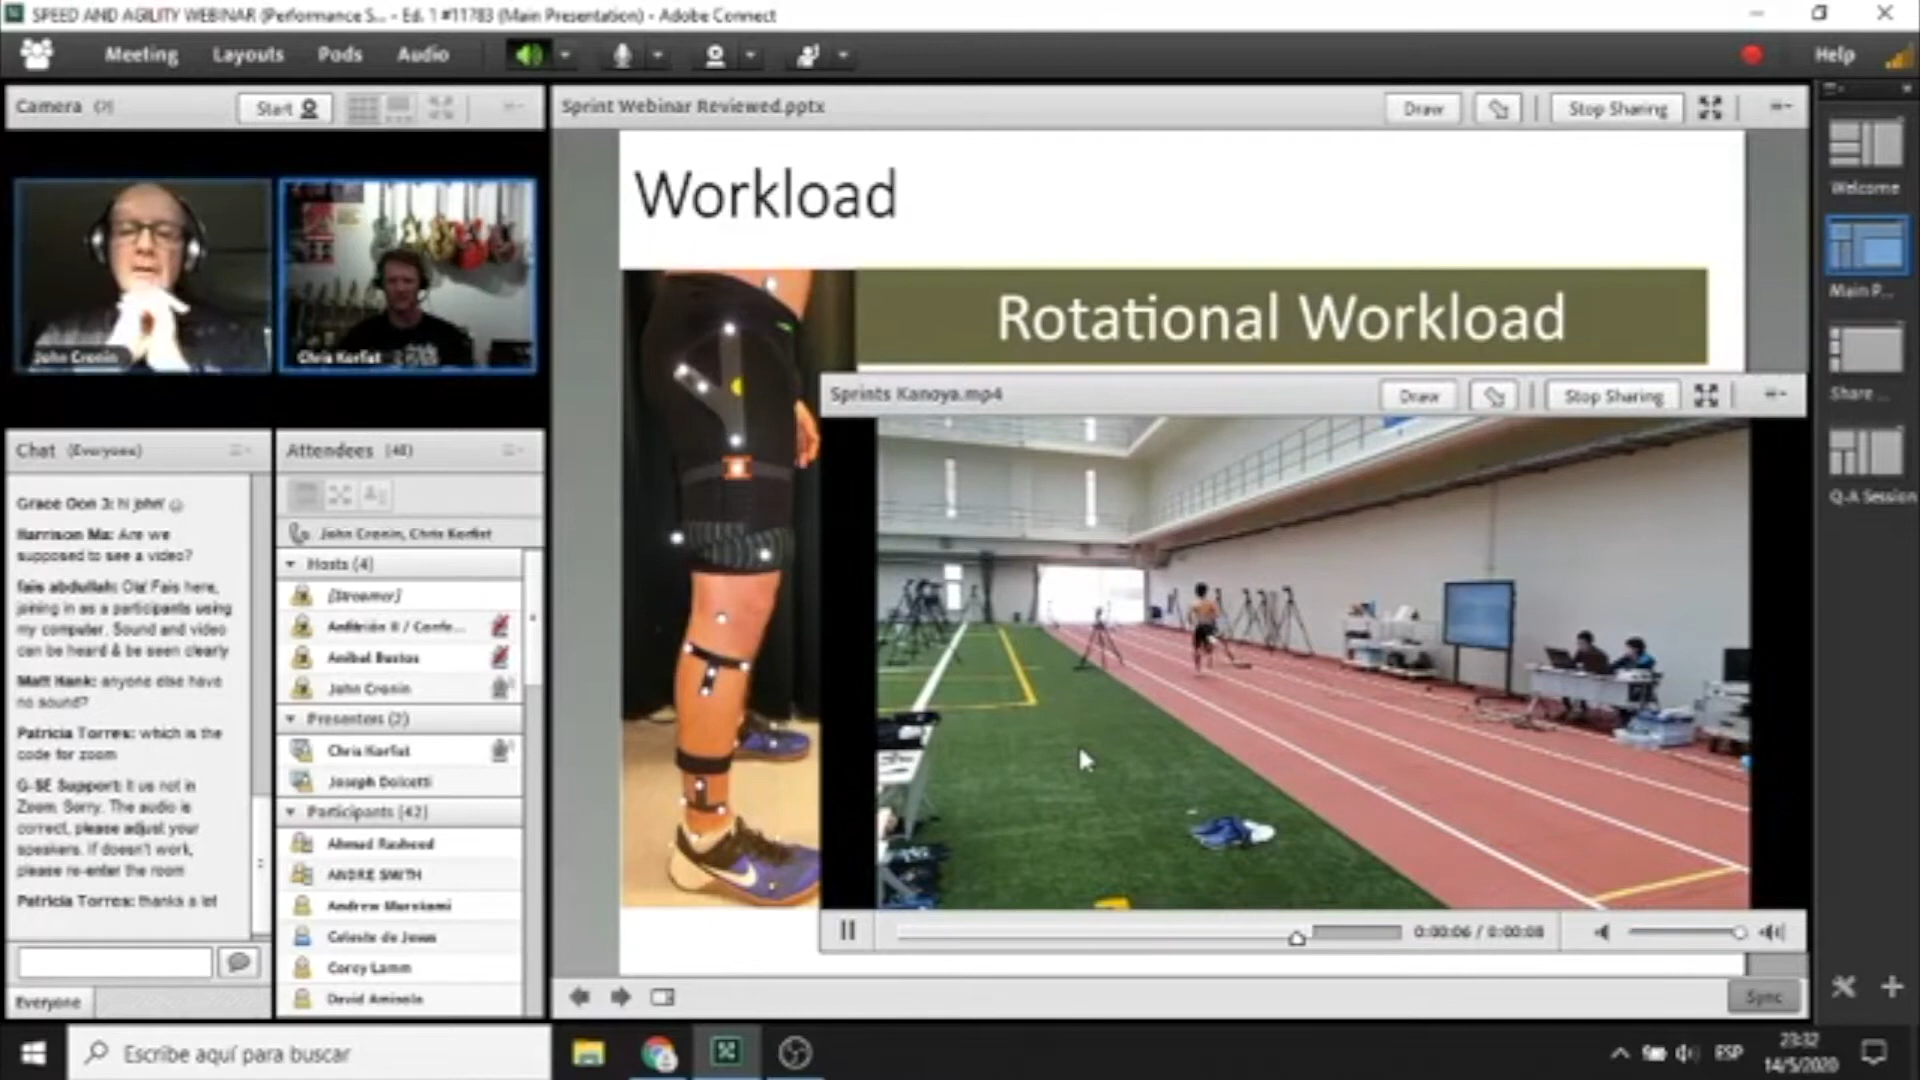 SPEED AND AGILITY WEBINAR (Performance S... - Ed. 1 #11783 (Main Presentation) - Adobe Connect
Meeting
Layouts
Pods
Audio
Help
Camera (2)
Start
John Cronin
Chris Korfiat
Chat (Everyone)
Grace Oon 3: hi john!
Harrison Ma: Are we
supposed to see a video?
fais abdullah: Ola! Fais here,
joining in as a participants using
my computer. Sound and video
can be heard & be seen clearly
Matt Hank: anyone else have
no sound?
Patricia Torres: which is the
code for zoom
G-SE Support: it us not in
Zoom. Sorry. The audio is
correct, please adjust your
speakers. if doesn't work,
please re-enter the room
Patricia Torres: thanks a lot
Everyone
Attendees (48)
John Cronin, Chris Korfiat
Hosts (4)
[Streamer]
Anfitrión II / Confe...
Anibal Bustos
John Cronin
Presenters (2)
Chris Korfiat
Joseph Dolcetti
Participants (42)
Ahmad Rasheed
ANDRE SMITH
Andrew Murakami
Celeste de Jesus
Corey Lamm
David Aminolo
Sprint Webinar Reviewed.pptx
Draw
Stop Sharing
Workload
Rotational Workload
Sprints Kanoya.mp4
Draw
Stop Sharing
0:00:06 / 0:00:08
Sync
Welcome
Main P...
Share ...
Q-A Session
Escribe aquí para buscar
ESP
23:32
14/5/2020